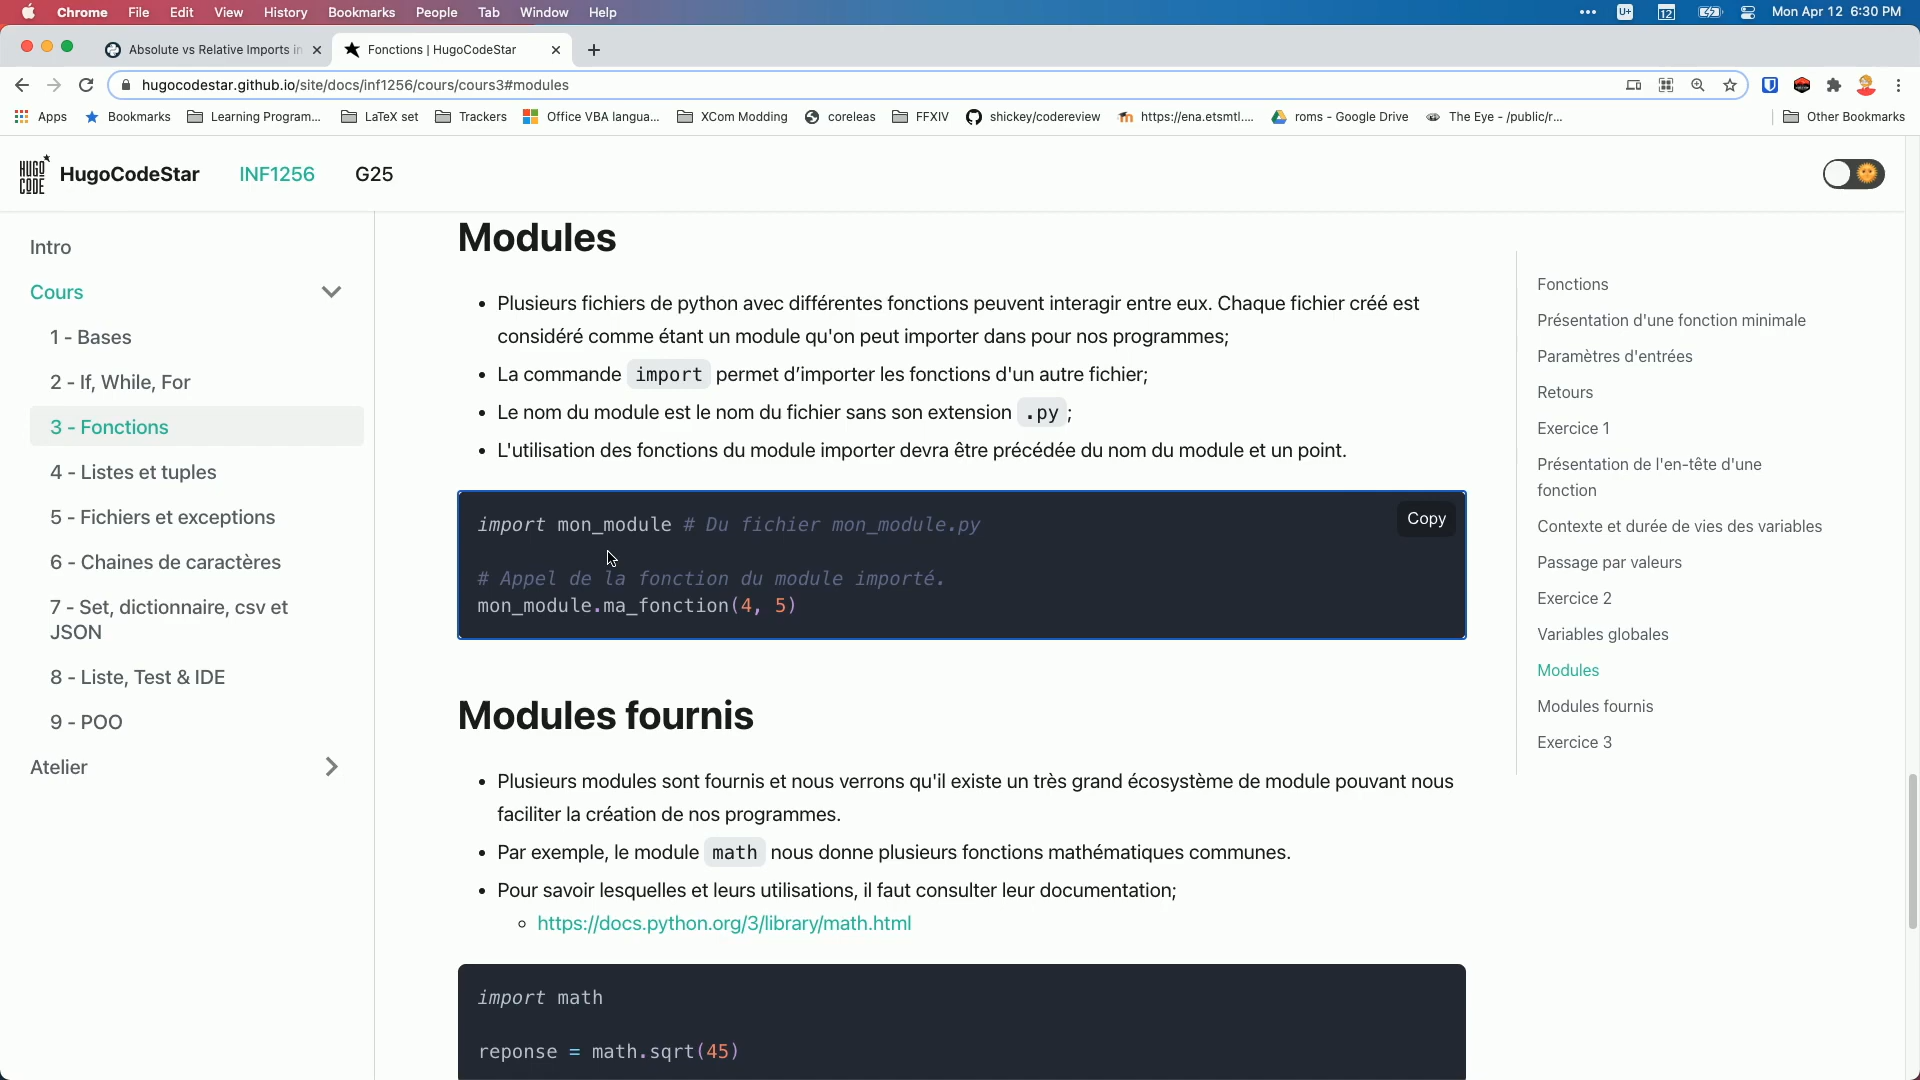 Chrome File Edit View History Bookmarks People Tab Window Help
U+ 12 Mon Apr 12 6:30 PM
Absolute vs Relative Imports in
Fonctions | HugoCodeStar
hugocodestar.github.io/site/docs/inf1256/cours/cours3#modules
Apps Bookmarks Learning Program... LaTeX set Trackers Office VBA langua... XCom Modding coreleas FFXIV shickey/codereview https://ena.etsmtl.... roms - Google Drive The Eye - /public/r... Other Bookmarks
HUGO CODE
HugoCodeStar INF1256 G25
Intro
Cours
1 - Bases
2 - If, While, For
3 - Fonctions
4 - Listes et tuples
5 - Fichiers et exceptions
6 - Chaines de caractères
7 - Set, dictionnaire, csv et
JSON
8 - Liste, Test & IDE
9 - POO
Atelier
Modules
• Plusieurs fichiers de python avec différentes fonctions peuvent interagir entre eux. Chaque fichier créé est
considéré comme étant un module qu'on peut importer dans pour nos programmes;
• La commande import permet d’importer les fonctions d'un autre fichier;
• Le nom du module est le nom du fichier sans son extension .py ;
• L'utilisation des fonctions du module importer devra être précédée du nom du module et un point.
import mon_module # Du fichier mon_module.py
Copy
# Appel de la fonction du module importé.
mon_module.ma_fonction(4, 5)
Modules fournis
• Plusieurs modules sont fournis et nous verrons qu'il existe un très grand écosystème de module pouvant nous
faciliter la création de nos programmes.
• Par exemple, le module math nous donne plusieurs fonctions mathématiques communes.
• Pour savoir lesquelles et leurs utilisations, il faut consulter leur documentation;
https://docs.python.org/3/library/math.html
import math
reponse = math.sqrt(45)
Fonctions
Présentation d'une fonction minimale
Paramètres d'entrées
Retours
Exercice 1
Présentation de l'en-tête d'une
fonction
Contexte et durée de vies des variables
Passage par valeurs
Exercice 2
Variables globales
Modules
Modules fournis
Exercice 3